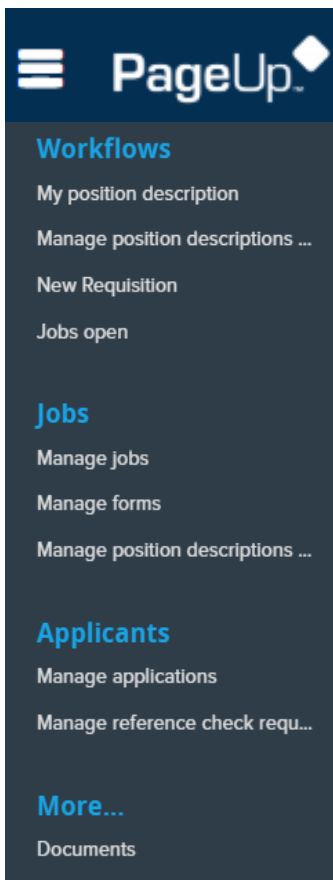 PageUp™
Workflows
My position description
Manage position descriptions ...
New Requisition
Jobs open
Jobs
Manage jobs
Manage forms
Manage position descriptions ...
Applicants
Manage applications
Manage reference check requ...
More...
Documents